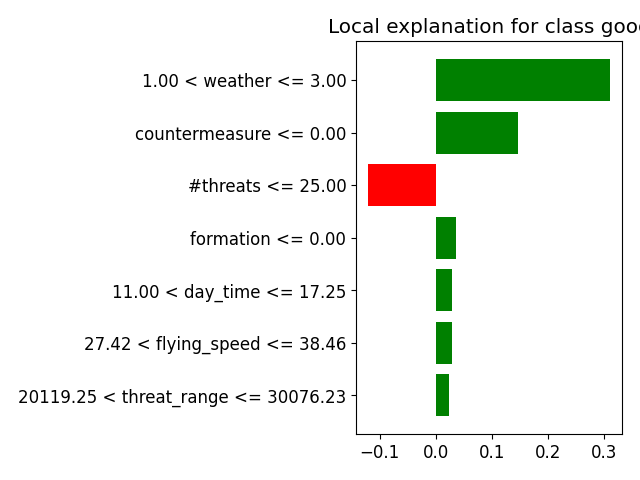 Local explanation for class good
1.00 < weather <= 3.00
countermeasure <= 0.00
#threats <= 25.00
formation <= 0.00
11.00 < day_time <= 17.25
27.42 < flying_speed <= 38.46
20119.25 < threat_range <= 30076.23
−0.1 0.0 0.1 0.2 0.3